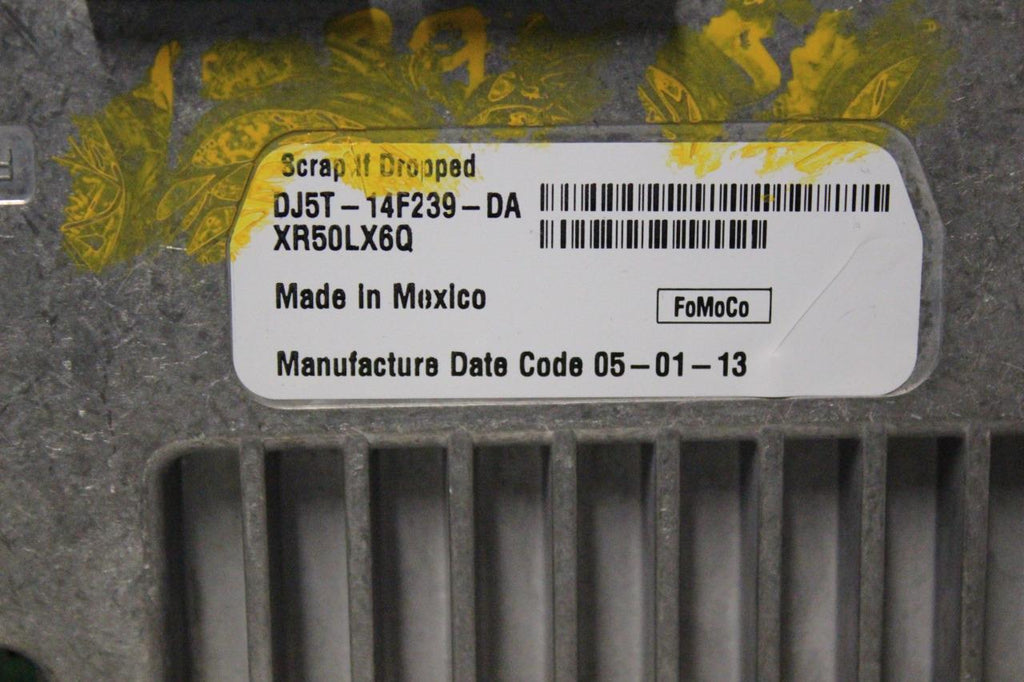 Scrap if Dropped
DJ5T-14F239-DA
XR50LX6Q
Made in Mexico
FoMoCo
Manufacture Date Code 05-01-13